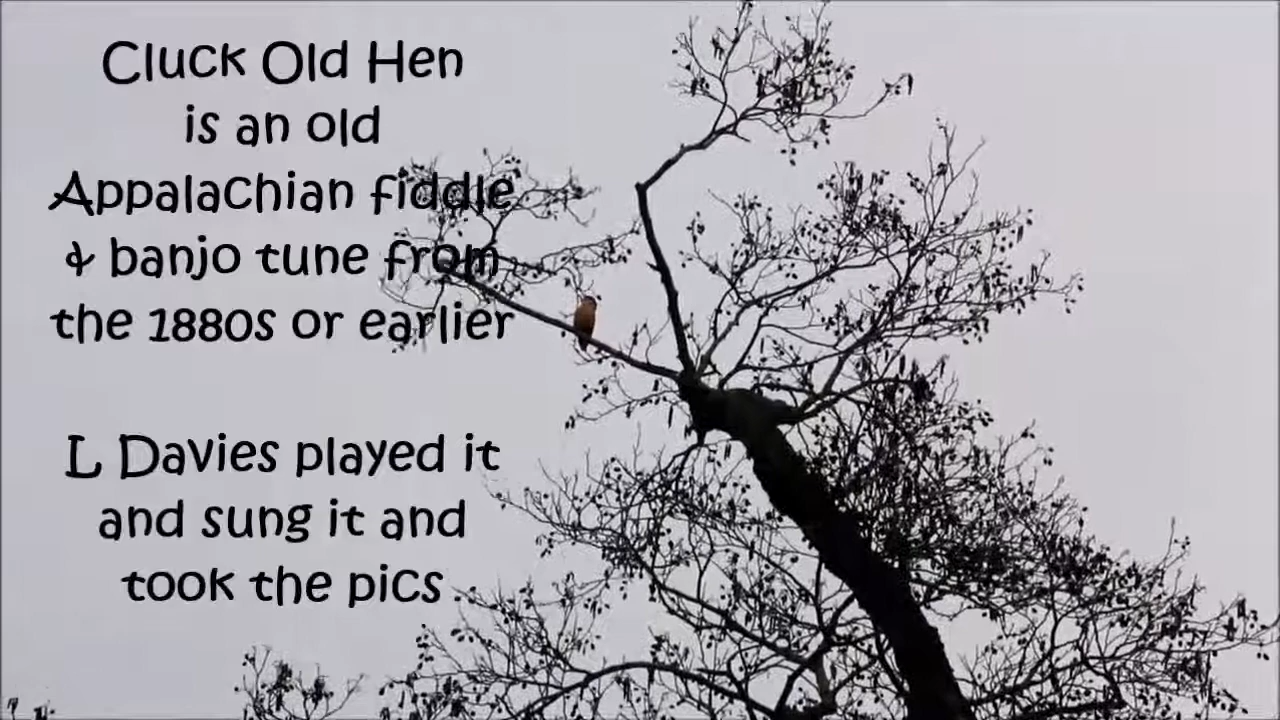 Cluck Old Hen
is an old
Appalachian fiddle
& banjo tune from
the 1880s or earlier
L Davies played it
and sung it and
took the pics